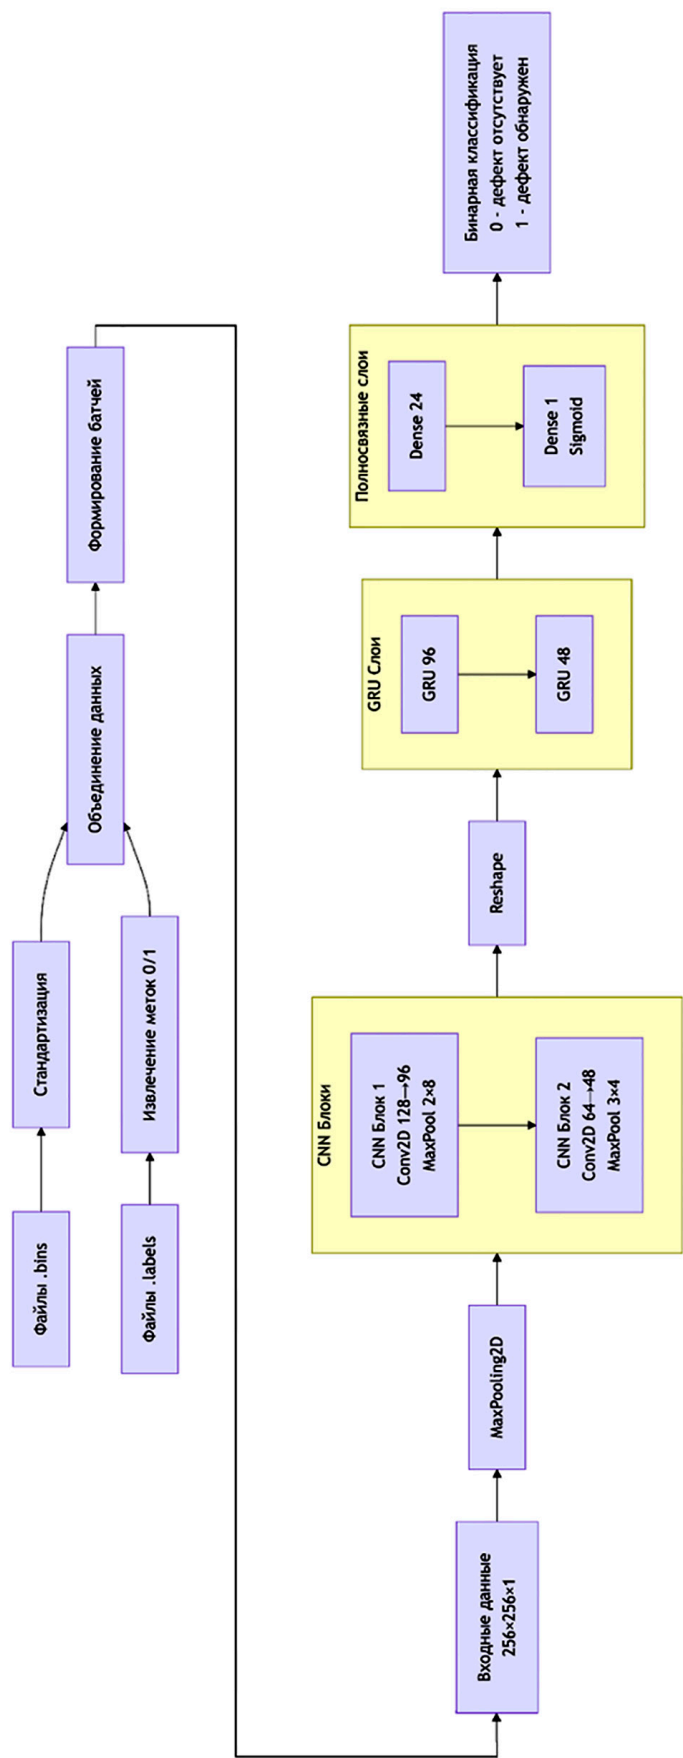 Файлы .bins
Стандартизация
Файлы .labels
Извлечение меток 0/1
Объединение данных
Формирование батчей
Входные данные
256×256×1
MaxPooling2D
CNN Блоки
CNN Блок 1
Conv2D 128→96
MaxPool 2×8
CNN Блок 2
Conv2D 64→48
MaxPool 3×4
Reshape
GRU Слои
GRU 96
GRU 48
Полносвязные слои
Dense 24
Dense 1
Sigmoid
Бинарная классификация
0 - дефект отсутствует
1 - дефект обнаружен